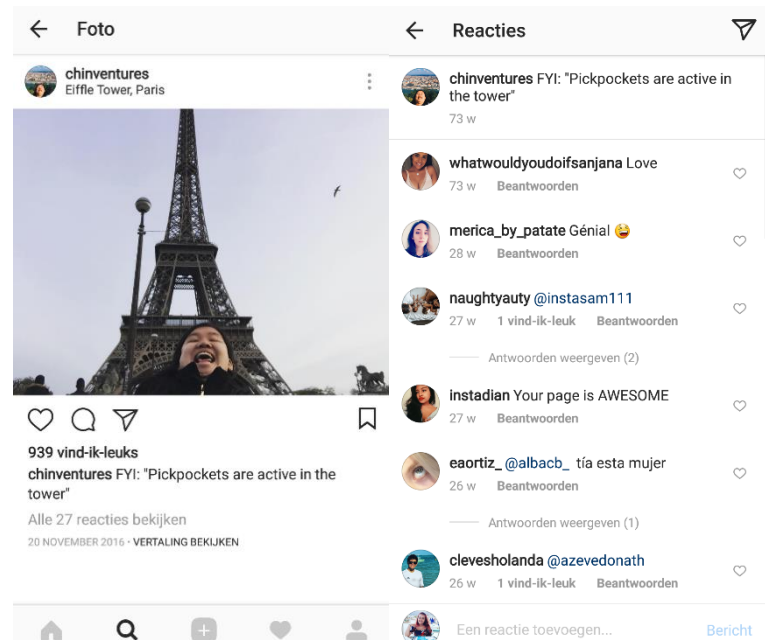 Foto
chinventures
Eiffle Tower, Paris
939 vind-ik-leuks
chinventures FYI: "Pickpockets are active in the
tower"
Alle 27 reacties bekijken
20 NOVEMBER 2016 · VERTALING BEKIJKEN
Reacties
chinventures FYI: "Pickpockets are active in
the tower"
73 w
whatwouldyoudoifsanjana Love
73 w Beantwoorden
merica_by_patate Génial 😂
28 w Beantwoorden
naughtyauty @instasam111
27 w 1 vind-ik-leuk Beantwoorden
Antwoorden weergeven (2)
instadian Your page is AWESOME
27 w Beantwoorden
eaortiz_ @albacb_ tía esta mujer
26 w Beantwoorden
Antwoorden weergeven (1)
clevesholanda @azevedonath
26 w 1 vind-ik-leuk Beantwoorden
Een reactie toevoegen... Bericht